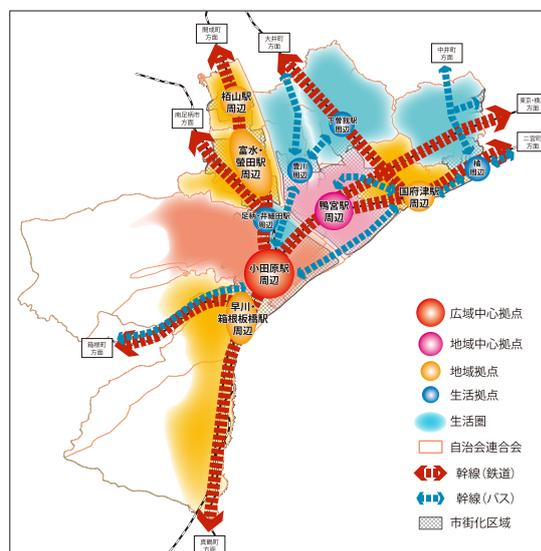 開成町
方面
大井町
方面
中井町
方面
南足柄市
方面
東京・横浜
方面
二宮町
方面
栢山駅
周辺
富水・
螢田駅
周辺
下曽我駅
周辺
豊川
周辺
橘
周辺
国府津駅
周辺
鴨宮駅
周辺
足柄・井細田駅
周辺
小田原駅
周辺
早川・
箱根板橋駅
周辺
箱根町
方面
真鶴町
方面
広域中心拠点
地域中心拠点
地域拠点
生活拠点
生活圏
自治会連合会
幹線(鉄道)
幹線(バス)
市街化区域